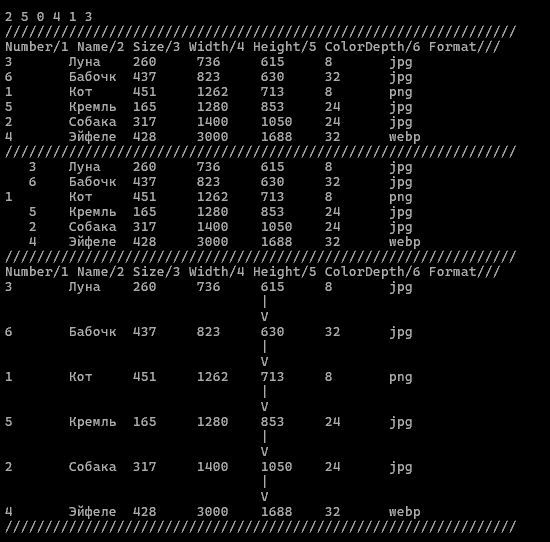 2 5 0 4 1 3
////////////////////////////////////////////////////////////////
Number/1 Name/2 Size/3 Width/4 Height/5 ColorDepth/6 Format///
3       Луна    260     736     615     8       jpg
6       Бабочк  437     823     630     32      jpg
1       Кот     451     1262    713     8       png
5       Кремль  165     1280    853     24      jpg
2       Собака  317     1400    1050    24      jpg
4       Эйфеле  428     3000    1688    32      webp
////////////////////////////////////////////////////////////////
   3    Луна    260     736     615     8       jpg
   6    Бабочк  437     823     630     32      jpg
1       Кот     451     1262    713     8       png
   5    Кремль  165     1280    853     24      jpg
   2    Собака  317     1400    1050    24      jpg
   4    Эйфеле  428     3000    1688    32      webp
////////////////////////////////////////////////////////////////
Number/1 Name/2 Size/3 Width/4 Height/5 ColorDepth/6 Format///
3       Луна    260     736     615     8       jpg
                                |
                                V
6       Бабочк  437     823     630     32      jpg
                                |
                                V
1       Кот     451     1262    713     8       png
                                |
                                V
5       Кремль  165     1280    853     24      jpg
                                |
                                V
2       Собака  317     1400    1050    24      jpg
                                |
                                V
4       Эйфеле  428     3000    1688    32      webp
////////////////////////////////////////////////////////////////